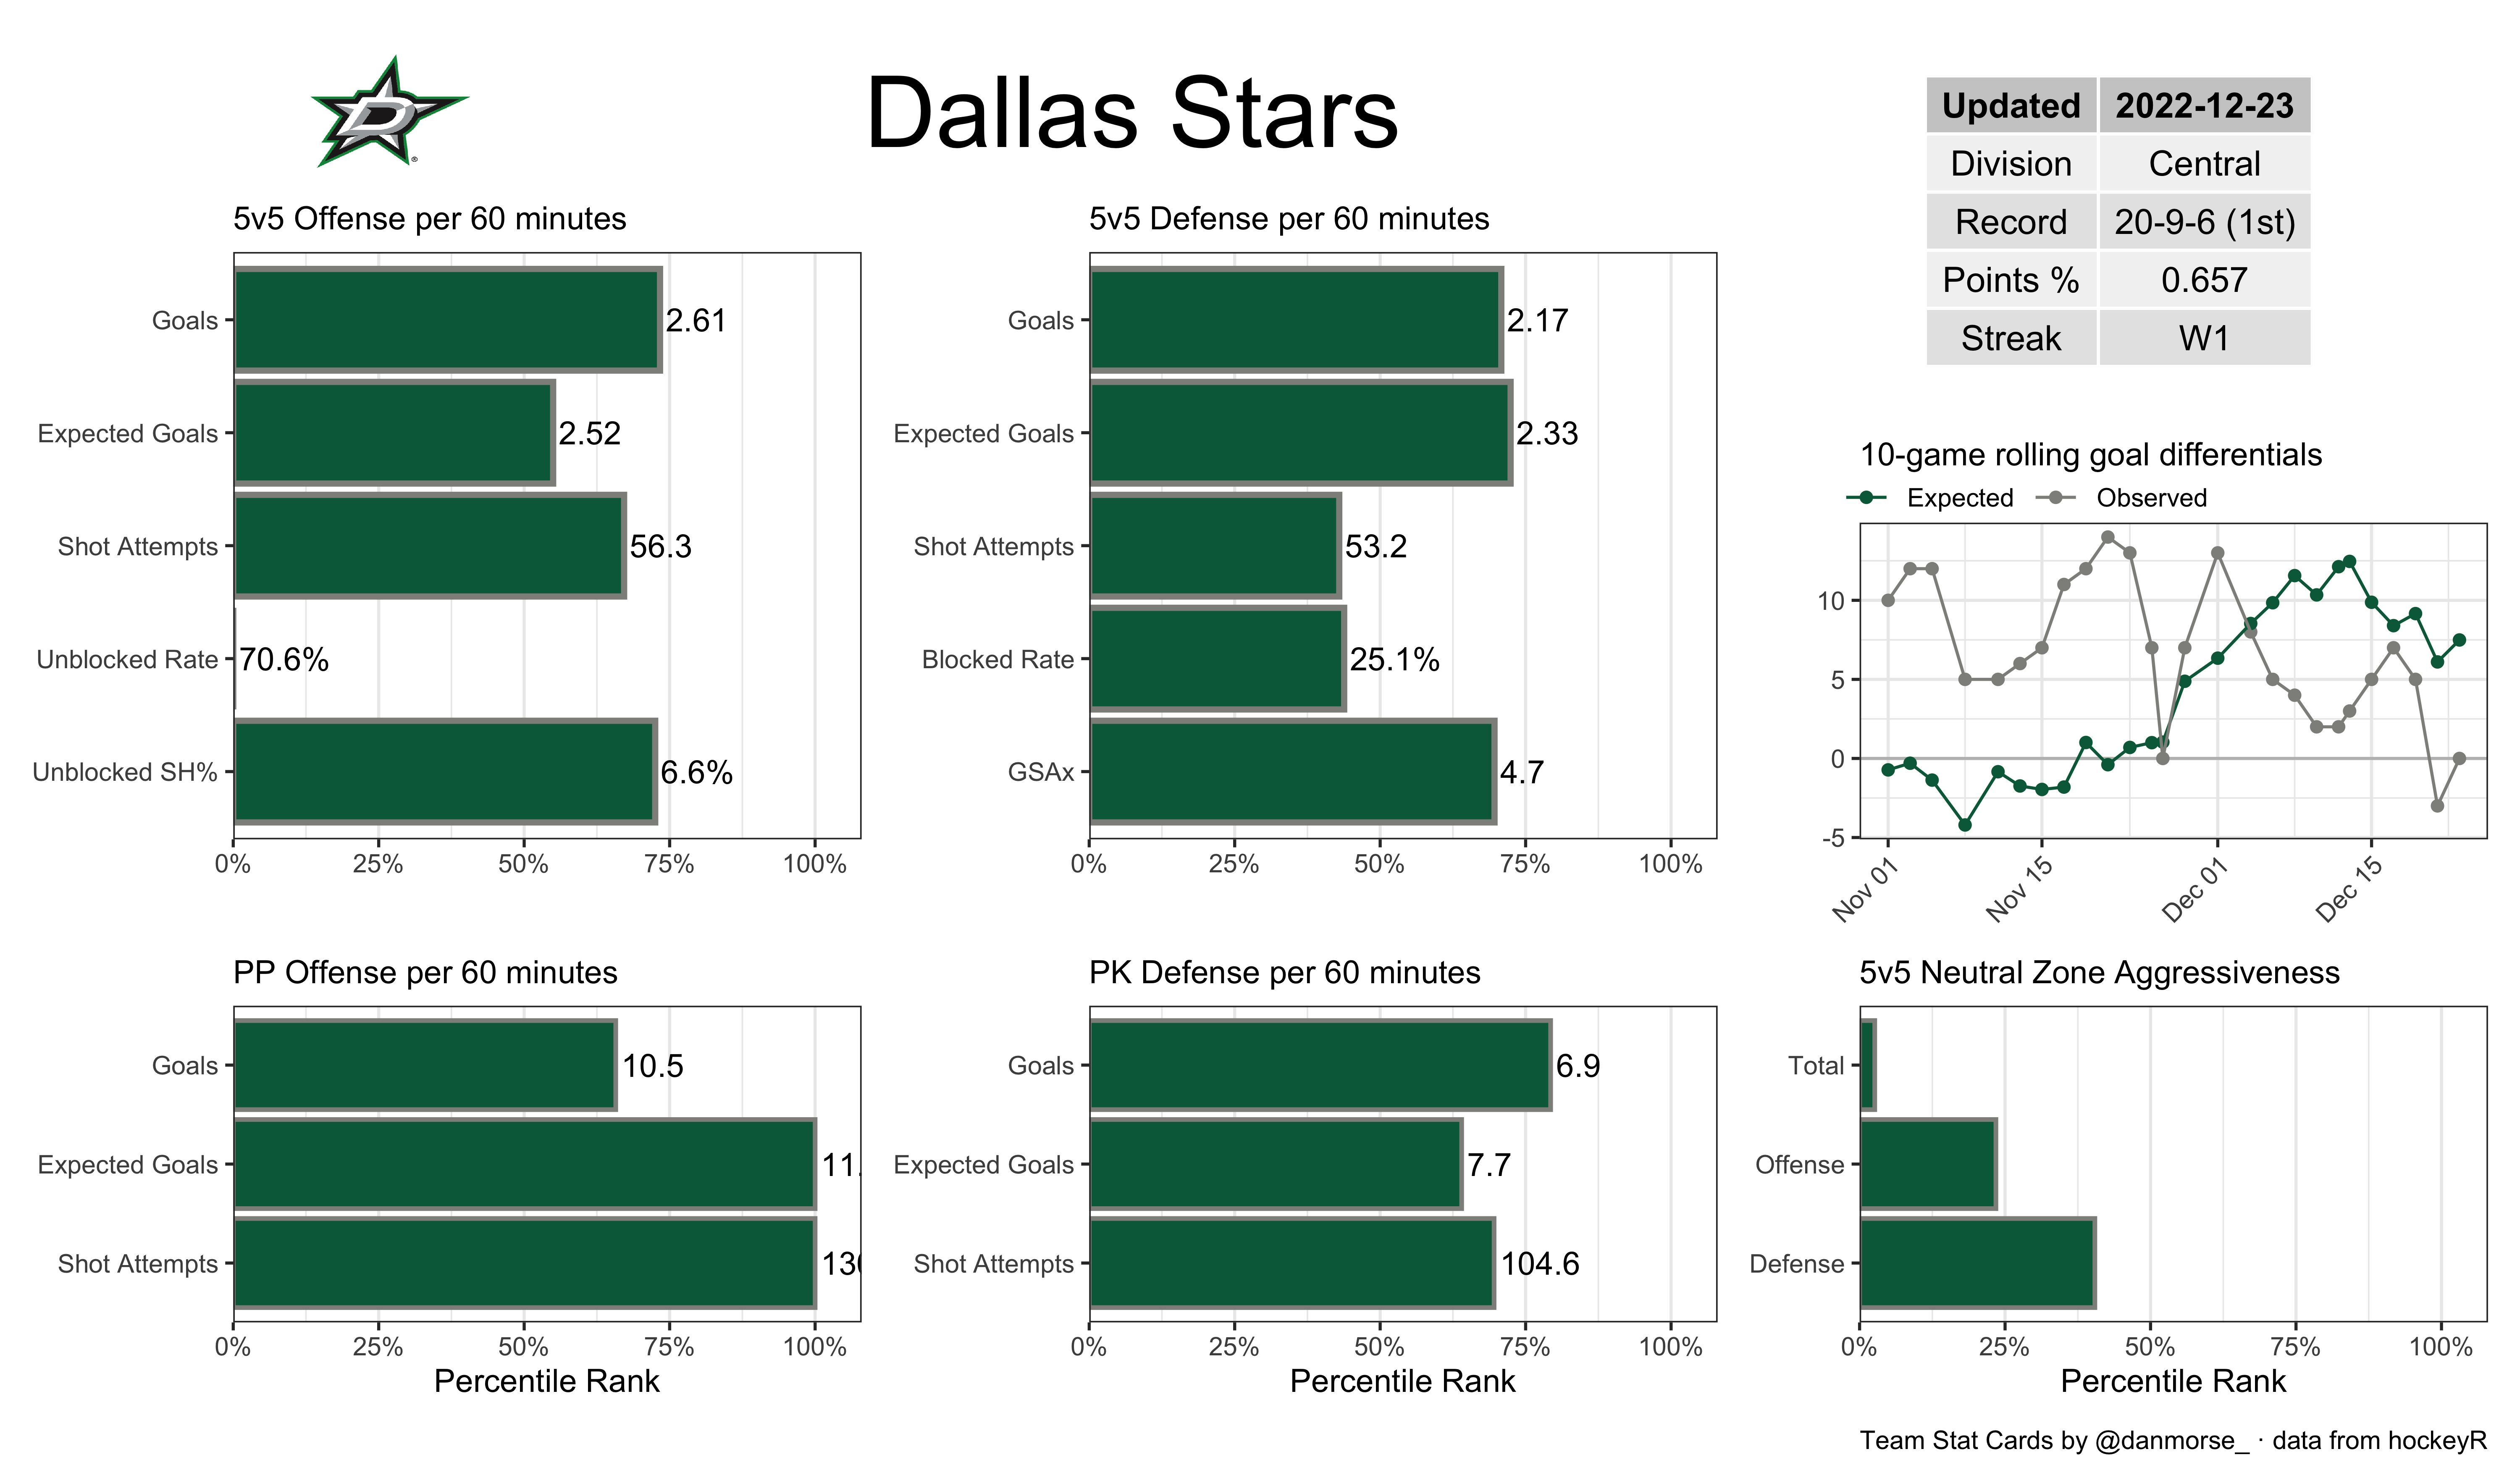 Dallas Stars
Updated 2022-12-23
Division Central
Record 20-9-6 (1st)
Points % 0.657
Streak W1
5v5 Offense per 60 minutes
Goals 2.61
Expected Goals 2.52
Shot Attempts 56.3
Unblocked Rate 70.6%
Unblocked SH% 6.6%
0% 25% 50% 75% 100%
5v5 Defense per 60 minutes
Goals 2.17
Expected Goals 2.33
Shot Attempts 53.2
Blocked Rate 25.1%
GSAx 4.7
0% 25% 50% 75% 100%
10-game rolling goal differentials
Expected Observed
10
5
0
-5
Nov 01 Nov 15 Dec 01 Dec 15
PP Offense per 60 minutes
Goals 10.5
Expected Goals 11.
Shot Attempts
0% 25% 50% 75% 100%
Percentile Rank
PK Defense per 60 minutes
Goals 6.9
Expected Goals 7.7
Shot Attempts 104.6
0% 25% 50% 75% 100%
Percentile Rank
5v5 Neutral Zone Aggressiveness
Total
Offense
Defense
0% 25% 50% 75% 100%
Percentile Rank
Team Stat Cards by @danmorse_ · data from hockeyR